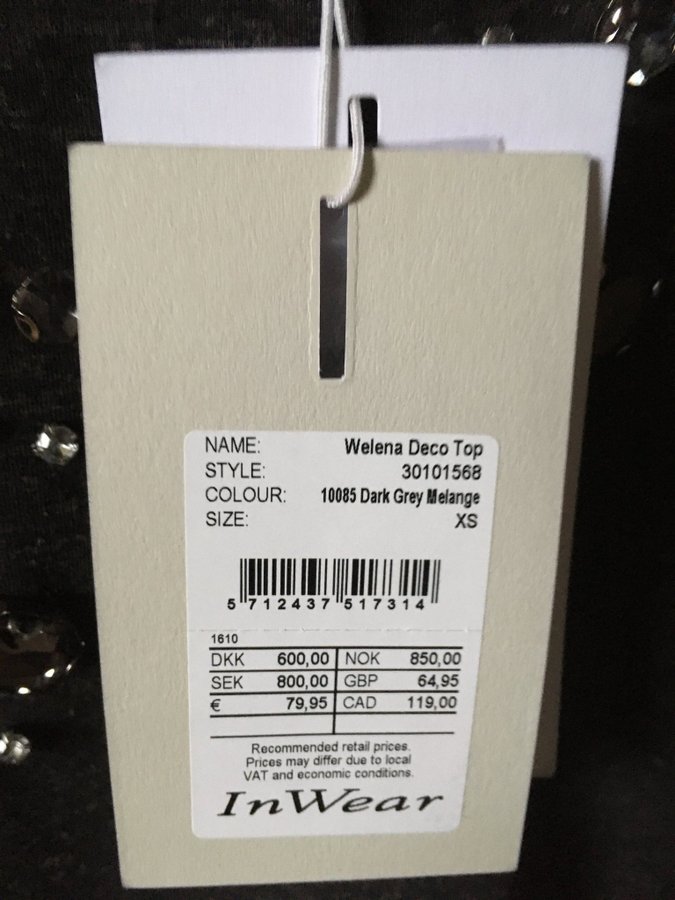 NAME: Welena Deco Top
STYLE: 30101568
COLOUR: 10085 Dark Grey Melange
SIZE: XS
5 712437 517314
1610
DKK 600,00 NOK 850,00
SEK 800,00 GBP 64,95
€ 79,95 CAD 119,00
Recommended retail prices.
Prices may differ due to local
VAT and economic conditions.
InWear